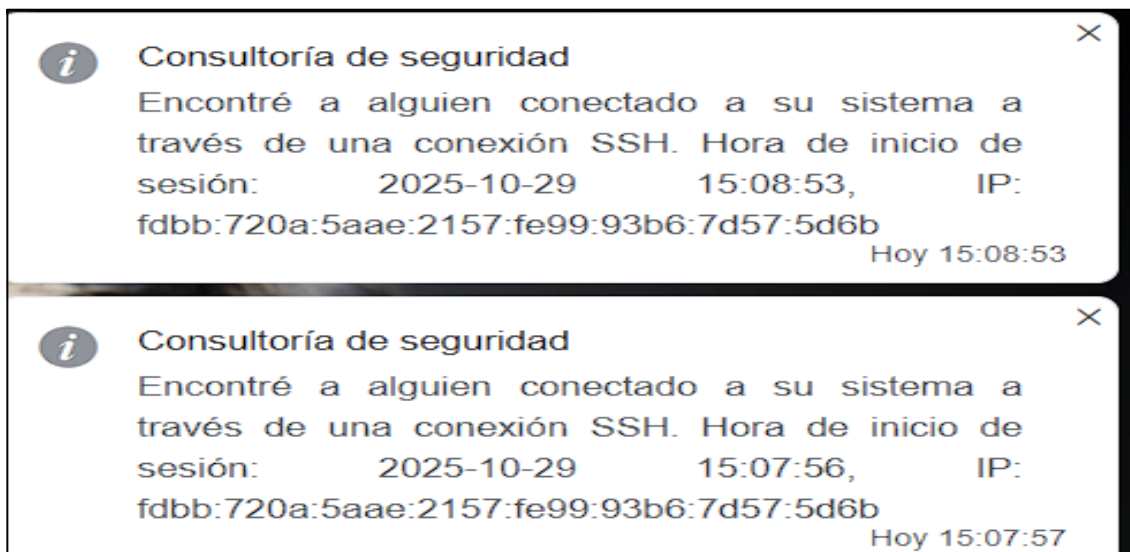 Consultoría de seguridad
Encontré a alguien conectado a su sistema a
través de una conexión SSH. Hora de inicio de
sesión: 2025-10-29 15:08:53, IP:
fdbb:720a:5aae:2157:fe99:93b6:7d57:5d6b
Hoy 15:08:53
Consultoría de seguridad
Encontré a alguien conectado a su sistema a
través de una conexión SSH. Hora de inicio de
sesión: 2025-10-29 15:07:56, IP:
fdbb:720a:5aae:2157:fe99:93b6:7d57:5d6b
Hoy 15:07:57